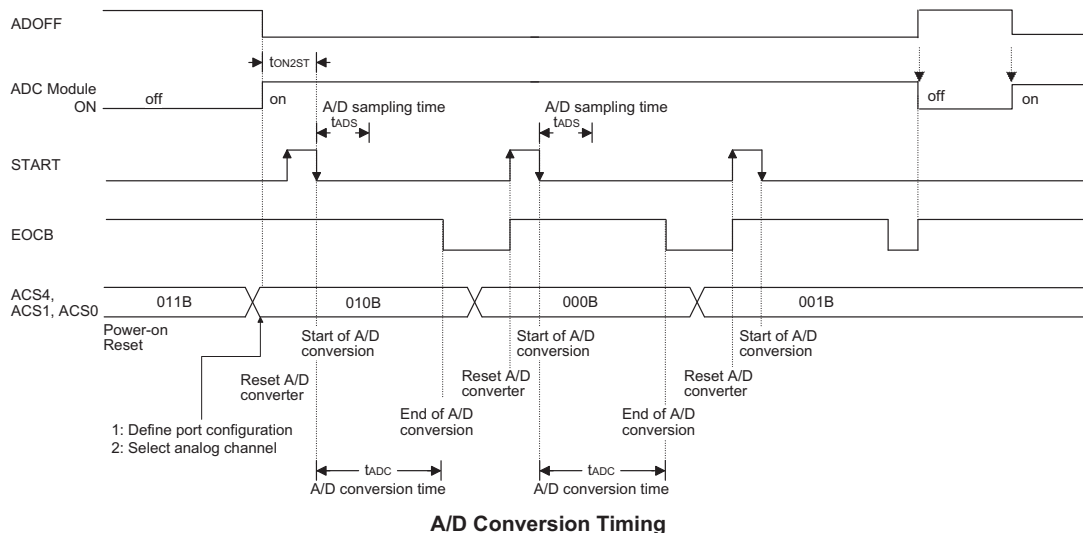 ADOFF
tON2ST
ADC Module
ON
off
on
off
on
A/D sampling time
tADS
A/D sampling time
tADS
START
EOCB
ACS4,
ACS1, ACS0
011B
010B
000B
001B
Power-on
Reset
Start of A/D
conversion
Start of A/D
conversion
Start of A/D
conversion
Reset A/D
converter
Reset A/D
converter
Reset A/D
converter
End of A/D
conversion
End of A/D
conversion
1: Define port configuration
2: Select analog channel
tADC
A/D conversion time
tADC
A/D conversion time
A/D Conversion Timing